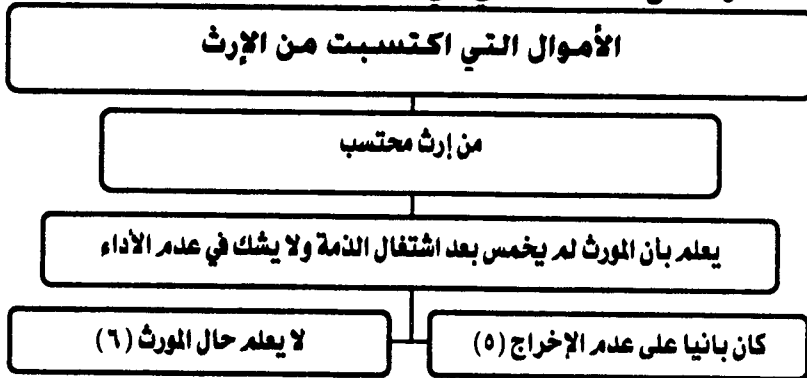 الأموال التي اكتسبت من الإرث
من إرث محتسب
يعلم بأن المورث لم يخمس بعد اشتغال الذمة ولا يشك في عدم الأداء
كان بانيا على عدم الإخراج (٥)
لا يعلم حال المورث (٦)